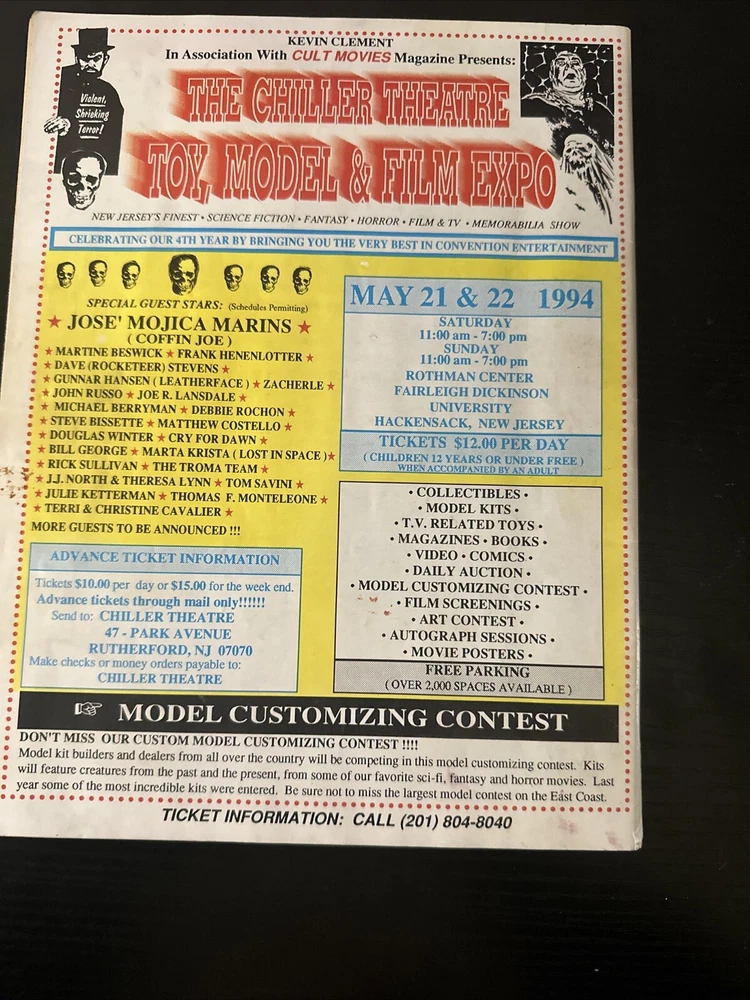 KEVIN CLEMENT
In Association With CULT MOVIES Magazine Presents:
Violent,
Shrieking
Terror!
THE CHILLER THEATRE
TOY, MODEL & FILM EXPO
NEW JERSEY'S FINEST • SCIENCE FICTION • FANTASY • HORROR • FILM & TV • MEMORABILIA SHOW
CELEBRATING OUR 4TH YEAR BY BRINGING YOU THE VERY BEST IN CONVENTION ENTERTAINMENT
SPECIAL GUEST STARS: (Schedules Permitting)
★ JOSE' MOJICA MARINS ★
( COFFIN JOE )
★ MARTINE BESWICK ★ FRANK HENENLOTTER ★
★ DAVE (ROCKETEER) STEVENS ★
★ GUNNAR HANSEN ( LEATHERFACE ) ★ ZACHERLE ★
★ JOHN RUSSO ★ JOE R. LANSDALE ★
★ MICHAEL BERRYMAN ★ DEBBIE ROCHON ★
★ STEVE BISSETTE ★ MATTHEW COSTELLO ★
★ DOUGLAS WINTER ★ CRY FOR DAWN ★
★ BILL GEORGE ★ MARTA KRISTA ( LOST IN SPACE )★
★ RICK SULLIVAN ★ THE TROMA TEAM ★
★ J.J. NORTH & THERESA LYNN ★ TOM SAVINI ★
★ JULIE KETTERMAN ★ THOMAS F. MONTELEONE ★
★ TERRI & CHRISTINE CAVALIER ★
MORE GUESTS TO BE ANNOUNCED !!!
ADVANCE TICKET INFORMATION
Tickets $10.00 per day or $15.00 for the week end.
Advance tickets through mail only!!!!!!
Send to: CHILLER THEATRE
47 - PARK AVENUE
RUTHERFORD, NJ 07070
Make checks or money orders payable to:
CHILLER THEATRE
MAY 21 & 22 1994
SATURDAY
11:00 am - 7:00 pm
SUNDAY
11:00 am - 7:00 pm
ROTHMAN CENTER
FAIRLEIGH DICKINSON
UNIVERSITY
HACKENSACK, NEW JERSEY
TICKETS $12.00 PER DAY
( CHILDREN 12 YEARS OR UNDER FREE )
WHEN ACCOMPANIED BY AN ADULT
• COLLECTIBLES •
• MODEL KITS •
• T.V. RELATED TOYS •
• MAGAZINES • BOOKS •
• VIDEO • COMICS •
• DAILY AUCTION •
• MODEL CUSTOMIZING CONTEST •
• FILM SCREENINGS •
• ART CONTEST •
• AUTOGRAPH SESSIONS •
• MOVIE POSTERS •
FREE PARKING
( OVER 2,000 SPACES AVAILABLE )
☞ MODEL CUSTOMIZING CONTEST
DON'T MISS OUR CUSTOM MODEL CUSTOMIZING CONTEST !!!!
Model kit builders and dealers from all over the country will be competing in this model customizing contest. Kits
will feature creatures from the past and the present, from some of our favorite sci-fi, fantasy and horror movies. Last
year some of the most incredible kits were entered. Be sure not to miss the largest model contest on the East Coast.
TICKET INFORMATION: CALL (201) 804-8040